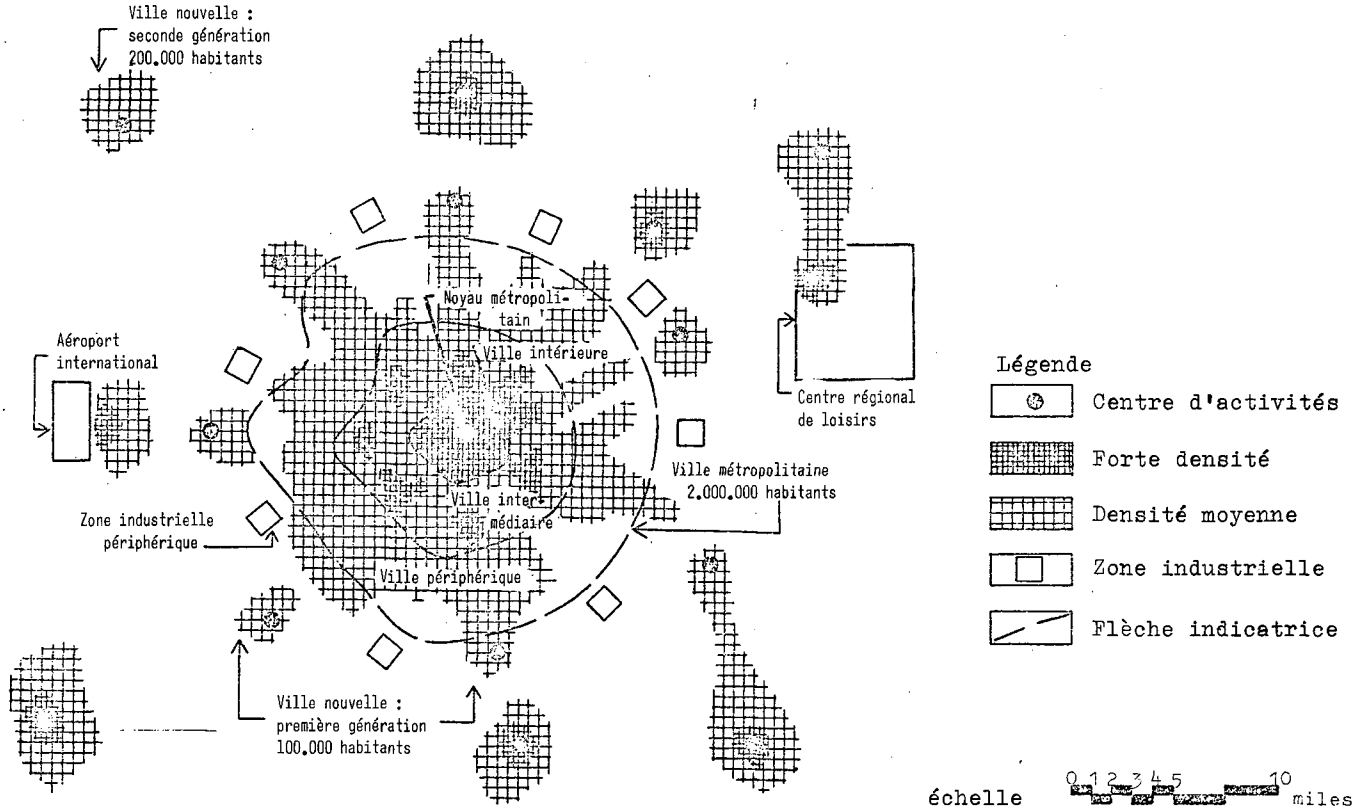 Ville nouvelle :
seconde génération
200.000 habitants
Noyau métropoli-
tain
Ville intérieure
Aéroport
international
Centre régional
de loisirs
Ville métropolitaine
2.000.000 habitants
Ville inter-
médiaire
Zone industrielle
périphérique
Ville périphérique
Ville nouvelle :
première génération
100.000 habitants
Légende
Centre d'activités
Forte densité
Densité moyenne
Zone industrielle
Flèche indicatrice
échelle
0 1 2 3 4 5 10
miles